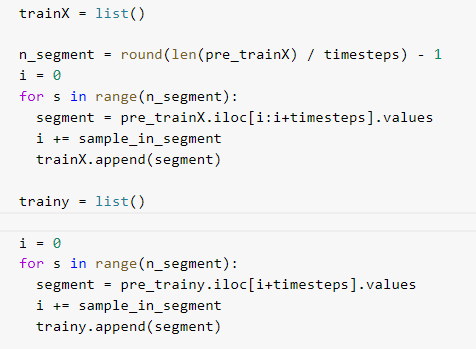 trainX = list()
n_segment = round(len(pre_trainX) / timesteps) - 1
i = 0
for s in range(n_segment):
  segment = pre_trainX.iloc[i:i+timesteps].values
  i += sample_in_segment
  trainX.append(segment)
trainy = list()
i = 0
for s in range(n_segment):
  segment = pre_trainy.iloc[i+timesteps].values
  i += sample_in_segment
  trainy.append(segment)